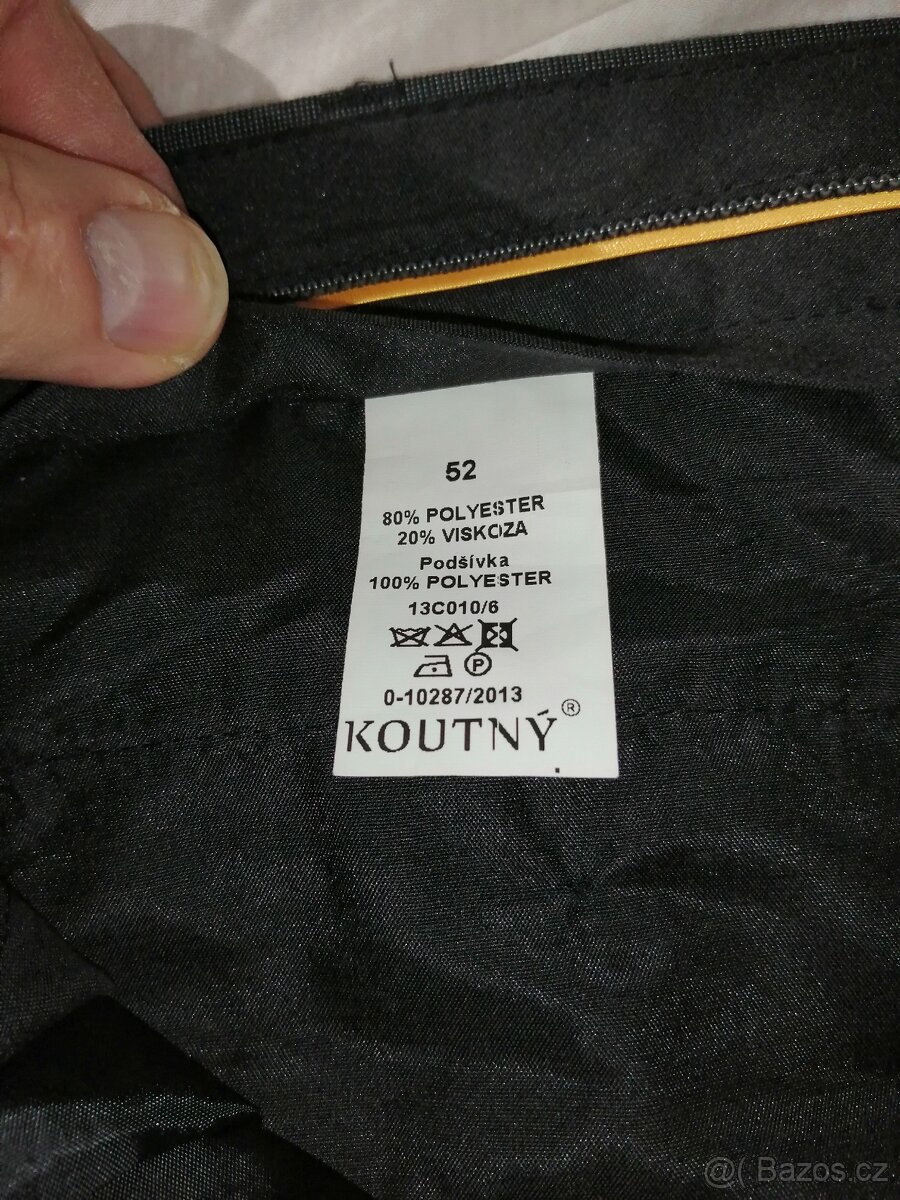 52
80% POLYESTER
20% VISKOZA
Podšívka
100% POLYESTER
13C010/6
P
0-10287/2013
KOUTNÝ®
@( Bazos.cz